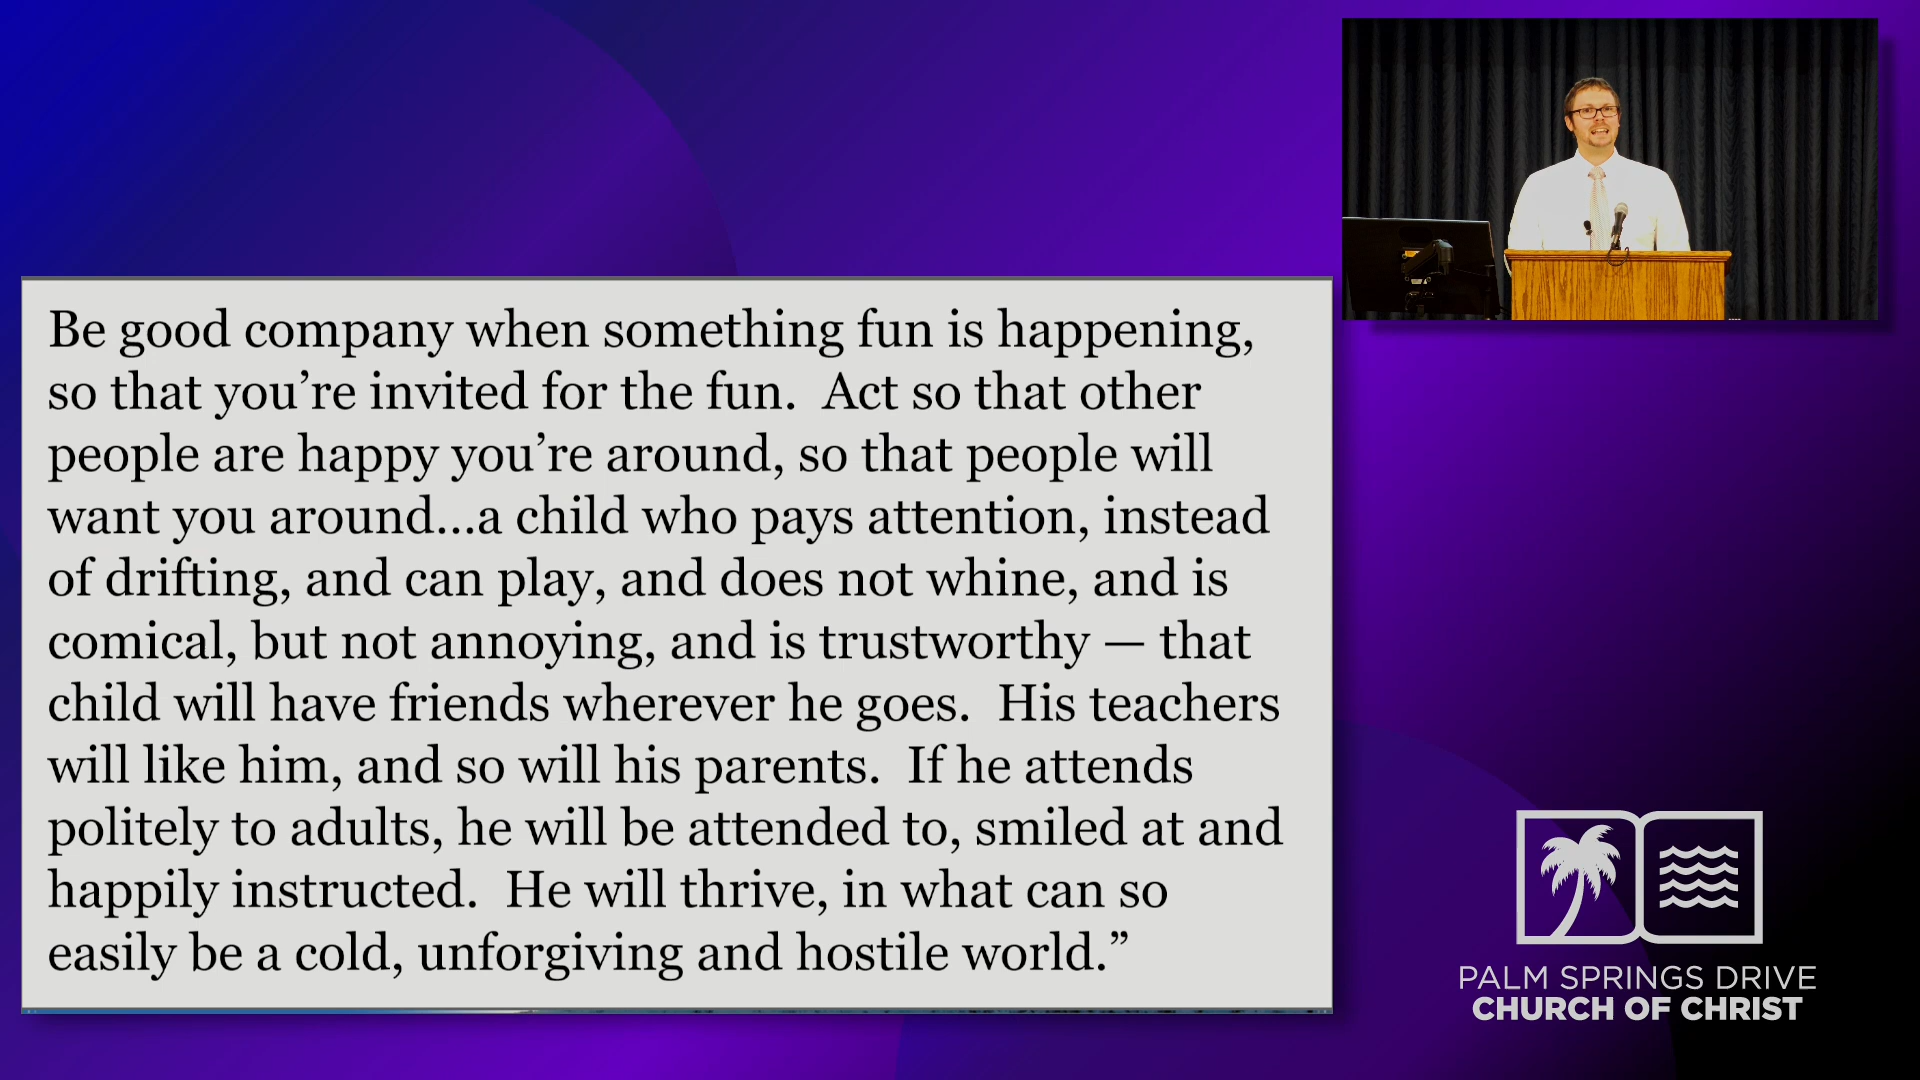 Be good company when something fun is happening,
so that you’re invited for the fun.  Act so that other
people are happy you’re around, so that people will
want you around…a child who pays attention, instead
of drifting, and can play, and does not whine, and is
comical, but not annoying, and is trustworthy — that
child will have friends wherever he goes.  His teachers
will like him, and so will his parents.  If he attends
politely to adults, he will be attended to, smiled at and
happily instructed.  He will thrive, in what can so
easily be a cold, unforgiving and hostile world.”
PALM SPRINGS DRIVE
CHURCH OF CHRIST